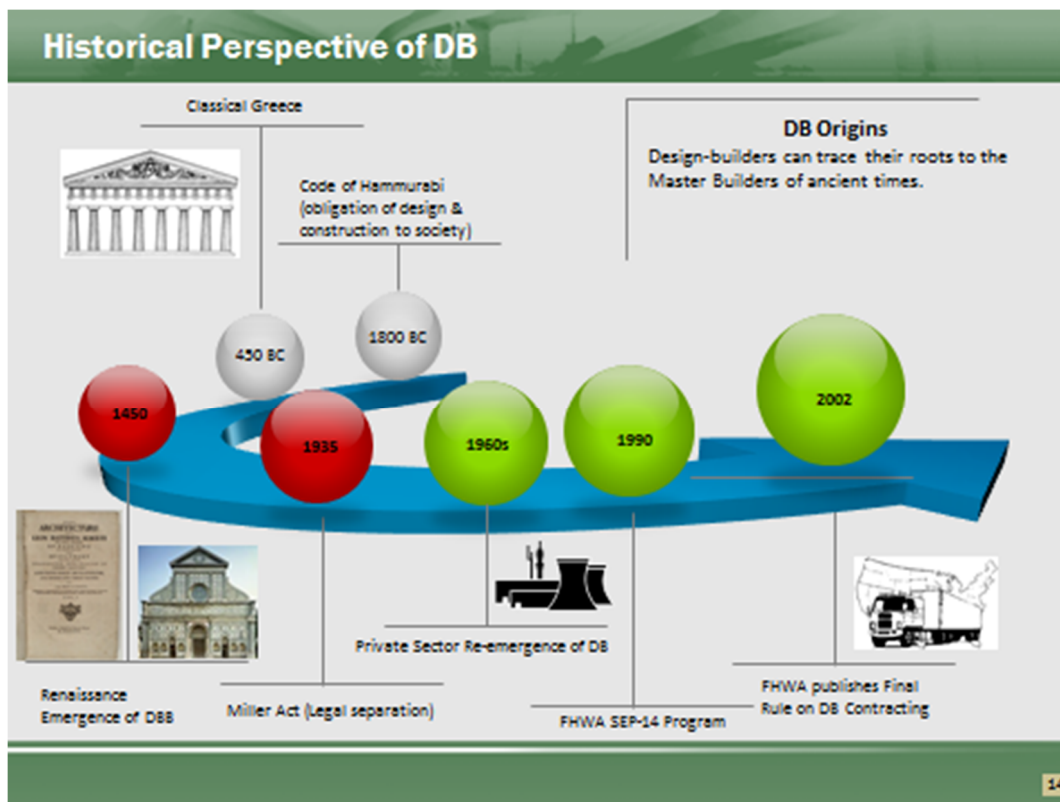 Historical Perspective of DB
Classical Greece
DB Origins
Design-builders can trace their roots to the
Master Builders of ancient times.
Code of Hammurabi
(obligation of design &
construction to society)
1800 BC
450 BC
1450
1935
1960s
1990
2002
ARCHITECTURE
Private Sector Re-emergence of DB
Renaissance
Emergence of DBB
Miller Act (Legal separation)
FHWA SEP-14 Program
FHWA publishes Final
Rule on DB Contracting
14